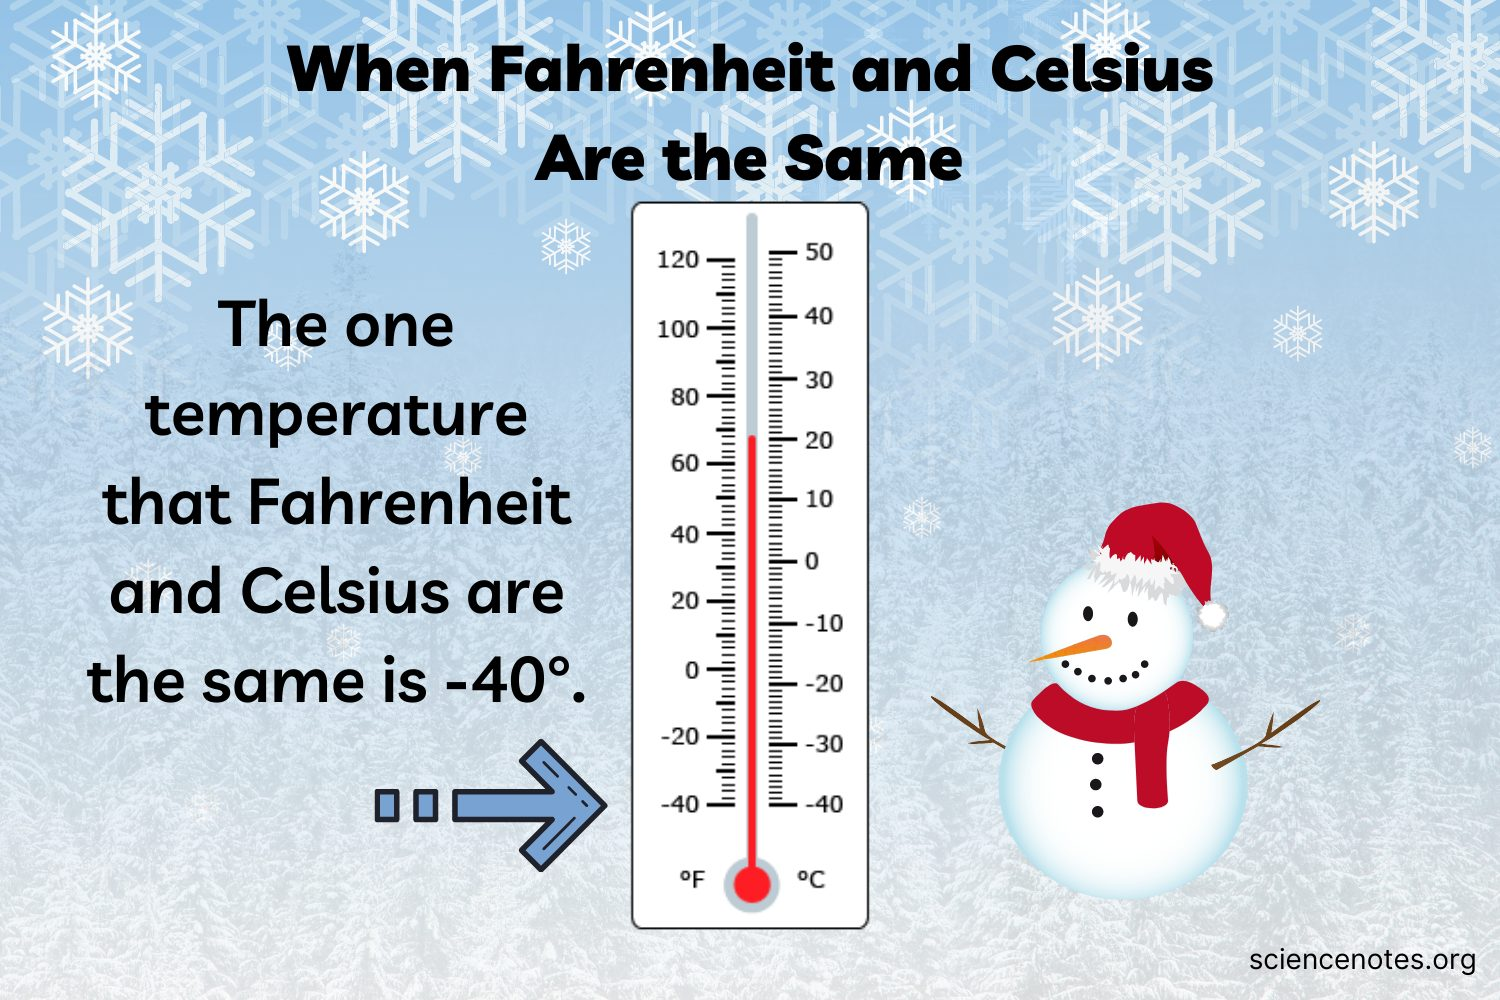 When Fahrenheit and Celsius
Are the Same
The one
temperature
that Fahrenheit
and Celsius are
the same is -40°.
120 50
100 40
80 30
60 20
40 10
20 0
0 -10
-20 -20
-40 -30
-40
°F °C
sciencenotes.org